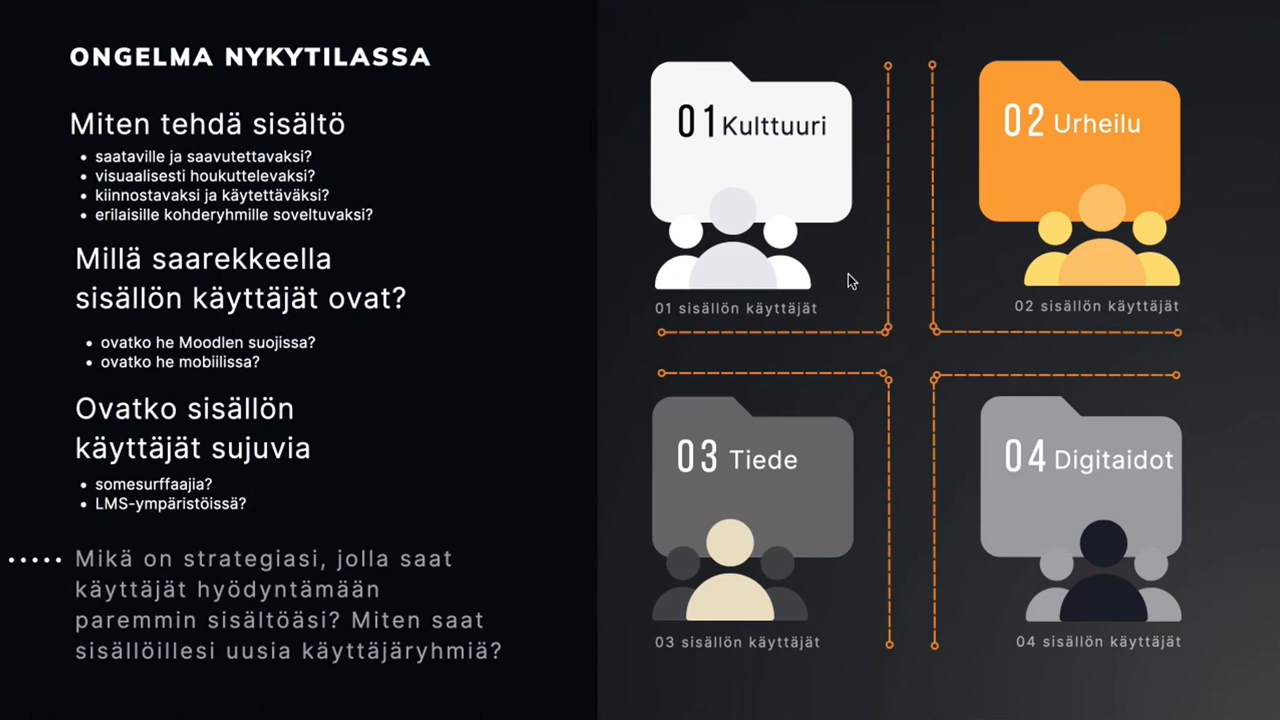 ONGELMA NYKYTILASSA
Miten tehdä sisältö
saataville ja saavutettavaksi?
visuaalisesti houkuttelevaksi?
kiinnostavaksi ja käytettäväksi?
erilaisille kohderyhmille soveltuvaksi?
Millä saarekkeella
sisällön käyttäjät ovat?
ovatko he Moodlen suojissa?
ovatko he mobiilissa?
Ovatko sisällön
käyttäjät sujuvia
somesurffaajia?
LMS-ympäristöissä?
Mikä on strategiasi, jolla saat
käyttäjät hyödyntämään
paremmin sisältöäsi? Miten saat
sisällöillesi uusia käyttäjäryhmiä?
01 Kulttuuri
01 sisällön käyttäjät
02 Urheilu
02 sisällön käyttäjät
03 Tiede
03 sisällön käyttäjät
04 Digitaidot
04 sisällön käyttäjät